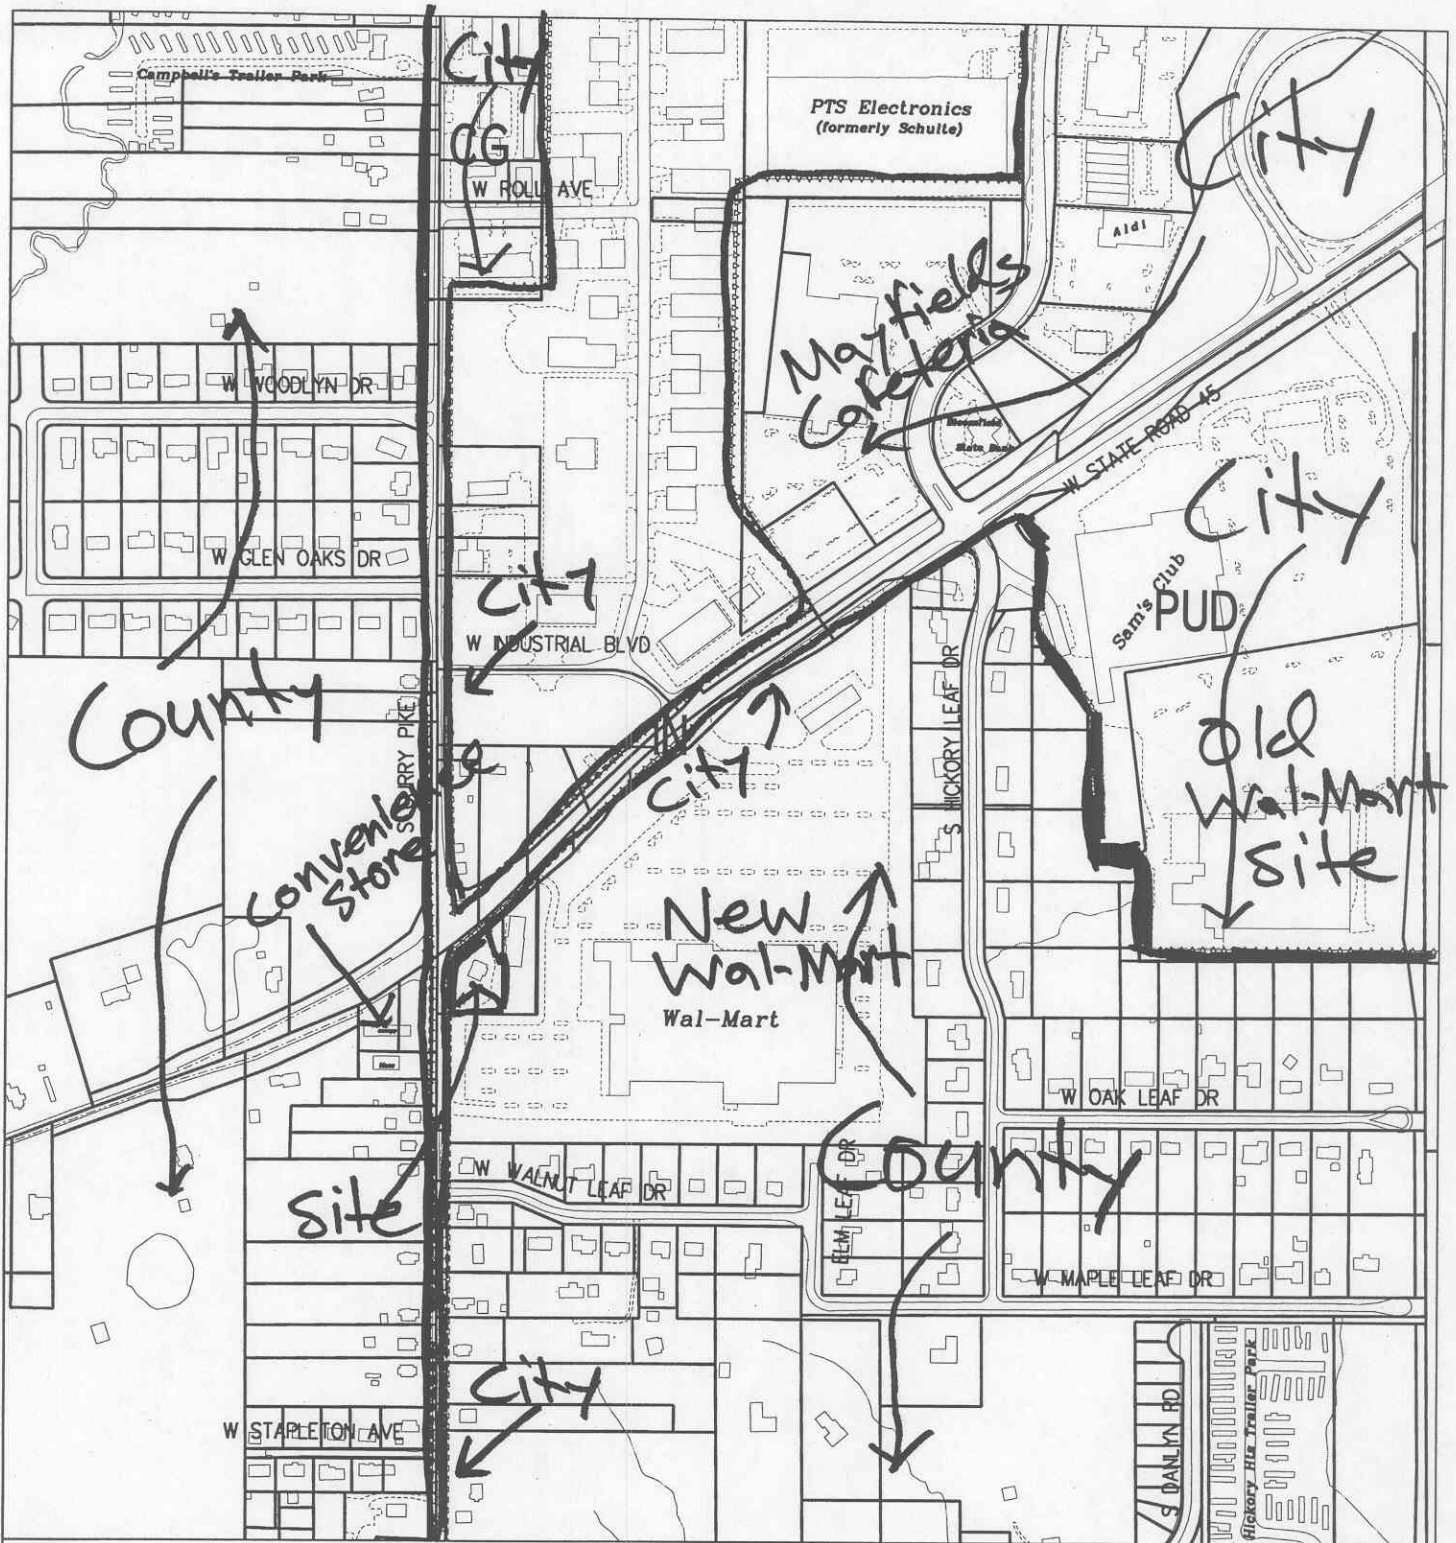 City
Campbell's Trailer Park
PTS Electronics
(formerly Schulte)
City
CG
W ROLL AVE
Aldi
Mayfields
Cafeteria
W WOODLYN DR
W STATE ROAD 45
Bloomfield
State Bank
City
W GLEN OAKS DR
City
Sam's Club
PUD
W INDUSTRIAL BLVD
County
S CURRY PIKE
S HICKORY LEAF DR
Old
Wal-Mart
site
City
Convenience
Store
New
Wal-Mart
Wal-Mart
W OAK LEAF DR
County
W WALNUT LEAF DR
ELM LEAF DR
Site
W MAPLE LEAF DR
City
W STAPLETON AVE
S DANLYN RD
Hickory Hts Trailer Park